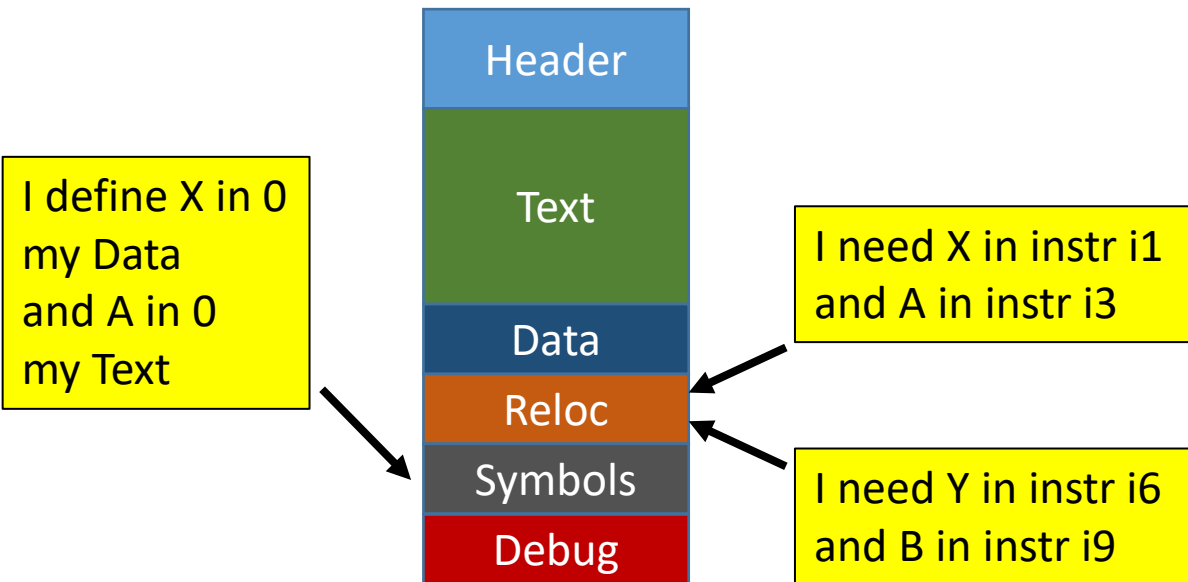 Header
Text
Data
Reloc
Symbols
Debug
I define X in 0
my Data
and A in 0
my Text
I need X in instr i1
and A in instr i3
I need Y in instr i6
and B in instr i9